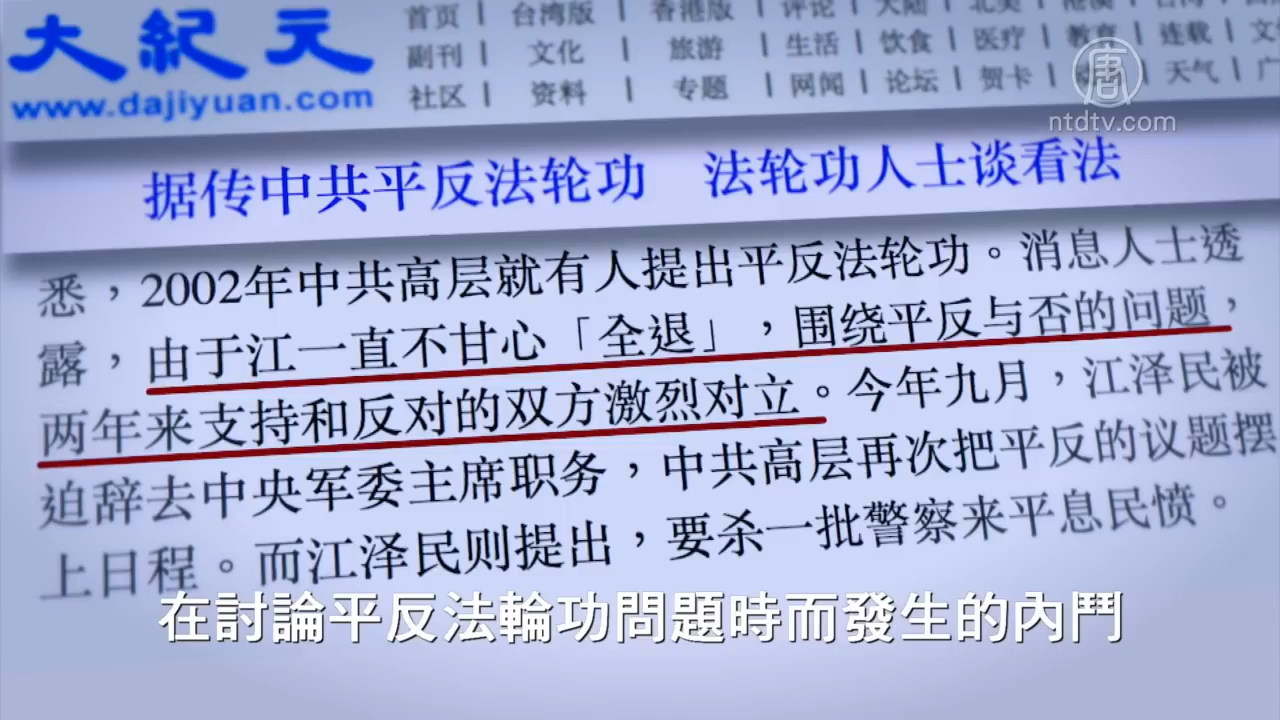 大紀元
www.dajiyuan.com
首页 | 台湾版 | 香港版 | 评论 | 大陆 | 北美 | 港澳 | 台湾 |
副刊 | 文化 | 旅游 | 生活 | 饮食 | 医疗 | 教育 | 连载 |
社区 | 资料 | 专题 | 网闻 | 论坛 | 贺卡 | 天气 |
ntdtv.com
据传中共平反法轮功 法轮功人士谈看法
悉，2002年中共高层就有人提出平反法轮功。消息人士透
露，由于江一直不甘心「全退」，围绕平反与否的问题，
两年来支持和反对的双方激烈对立。今年九月，江泽民被
迫辞去中央军委主席职务，中共高层再次把平反的议题摆
上日程。而江泽民则提出，要杀一批警察来平息民愤。
在討論平反法輪功問題時而發生的內鬥